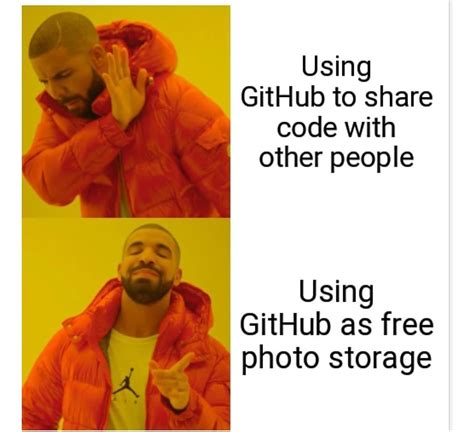 Using
GitHub to share
code with
other people
Using
GitHub as free
photo storage